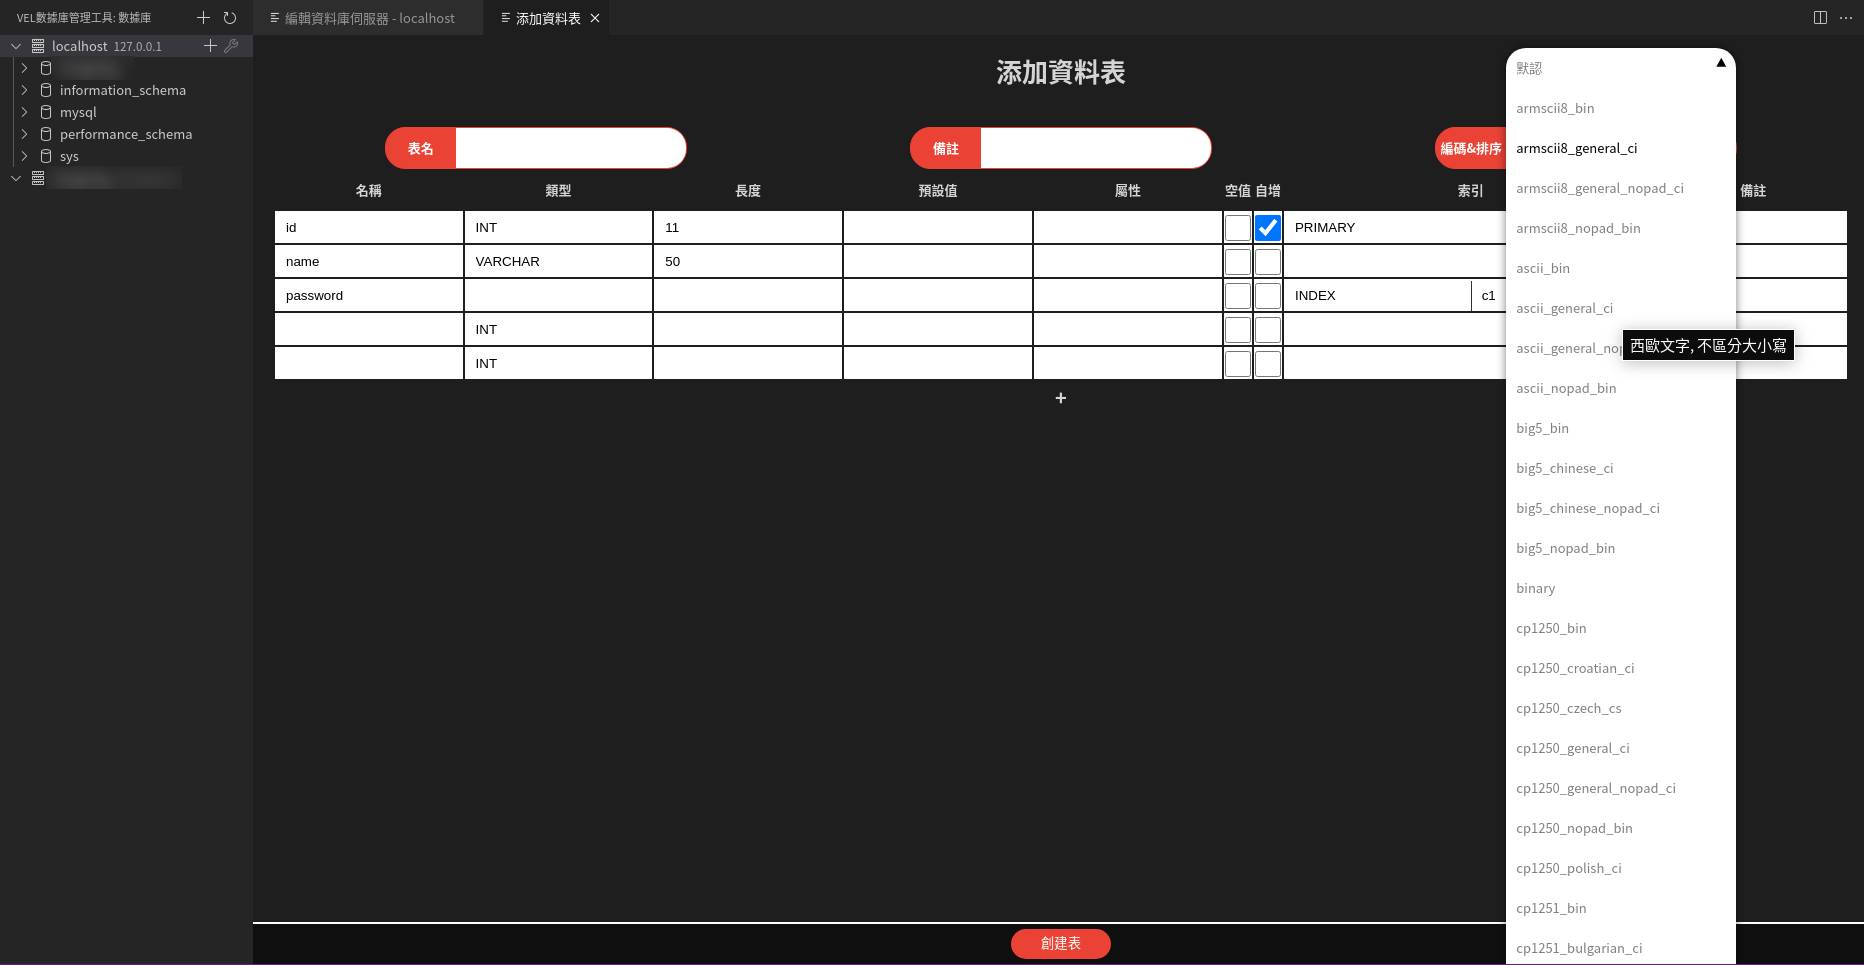 VEL數據庫管理工具: 數據庫
編輯資料庫伺服器 - localhost
添加資料表
localhost 127.0.0.1
information_schema
mysql
performance_schema
sys
添加資料表
表名
備註
編碼&排序
名稱 類型 長度 預設值 屬性 空值 自增 索引 備註
id INT 11 PRIMARY
name VARCHAR 50
password INDEX c1
INT
INT
+
創建表
默認
armscii8_bin
armscii8_general_ci
armscii8_general_nopad_ci
armscii8_nopad_bin
ascii_bin
ascii_general_ci
ascii_general_nop
西歐文字, 不區分大小寫
ascii_nopad_bin
big5_bin
big5_chinese_ci
big5_chinese_nopad_ci
big5_nopad_bin
binary
cp1250_bin
cp1250_croatian_ci
cp1250_czech_cs
cp1250_general_ci
cp1250_general_nopad_ci
cp1250_nopad_bin
cp1250_polish_ci
cp1251_bin
cp1251_bulgarian_ci